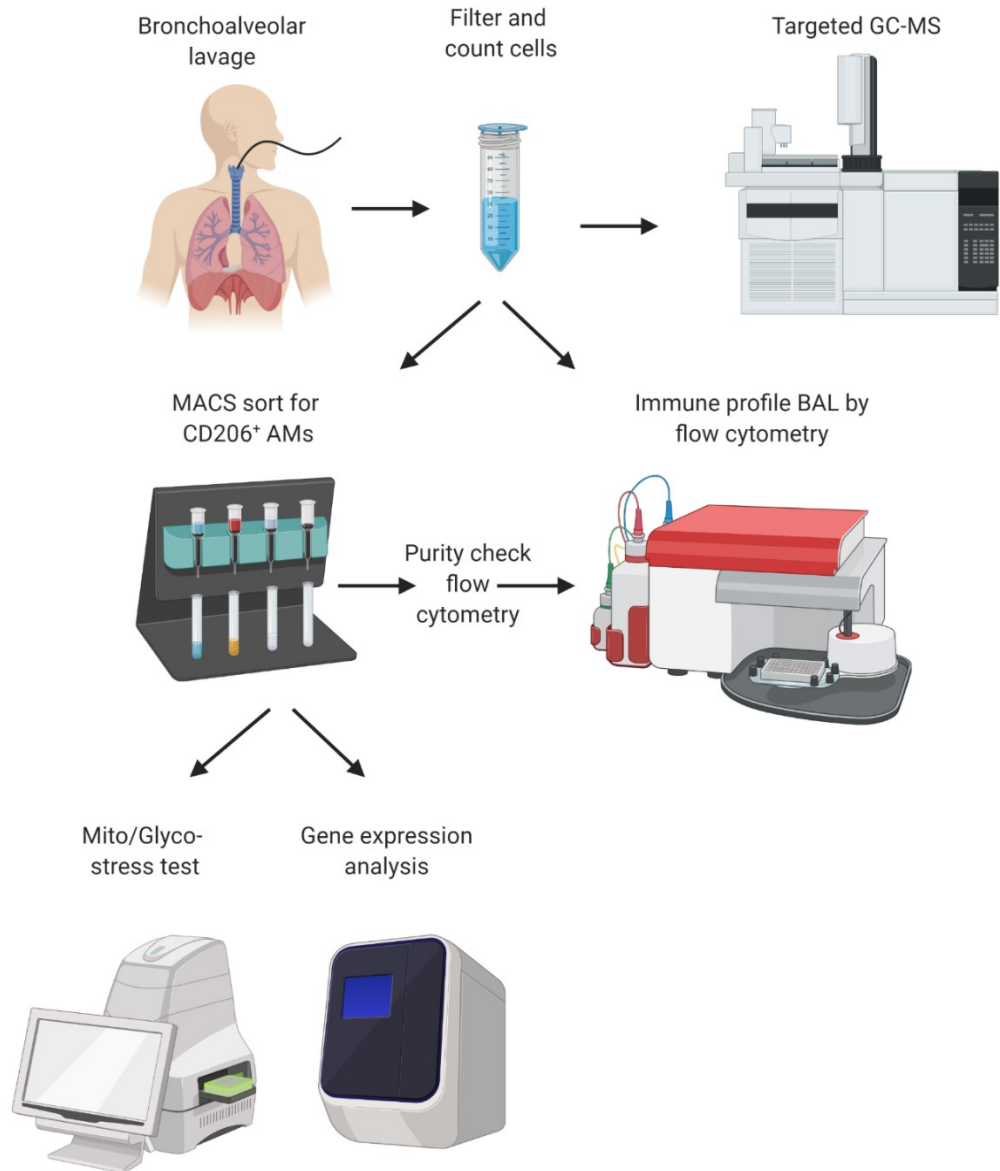 Bronchoalveolar
lavage
Filter and
count cells
Targeted GC-MS
MACS sort for
CD206⁺ AMs
Immune profile BAL by
flow cytometry
Purity check
flow
cytometry
Mito/Glyco-
stress test
Gene expression
analysis